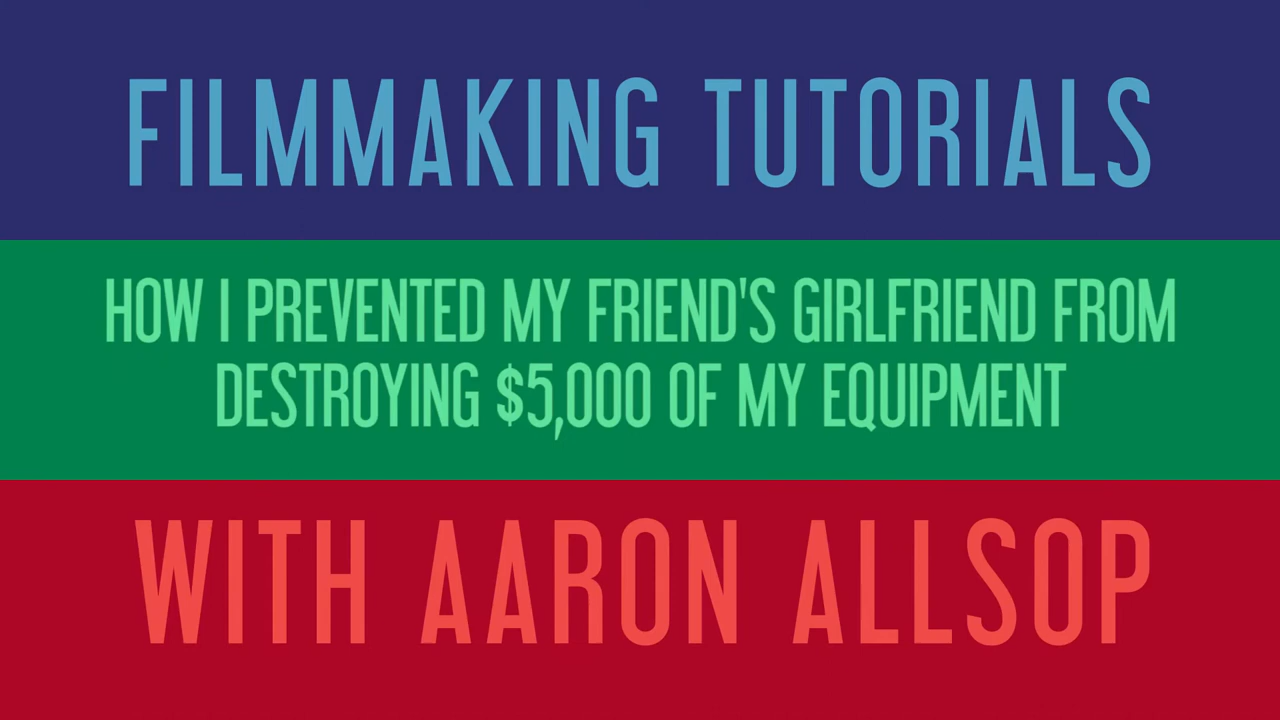 FILMMAKING TUTORIALS
HOW I PREVENTED MY FRIEND'S GIRLFRIEND FROM
DESTROYING $5,000 OF MY EQUIPMENT
WITH AARON ALLSOP